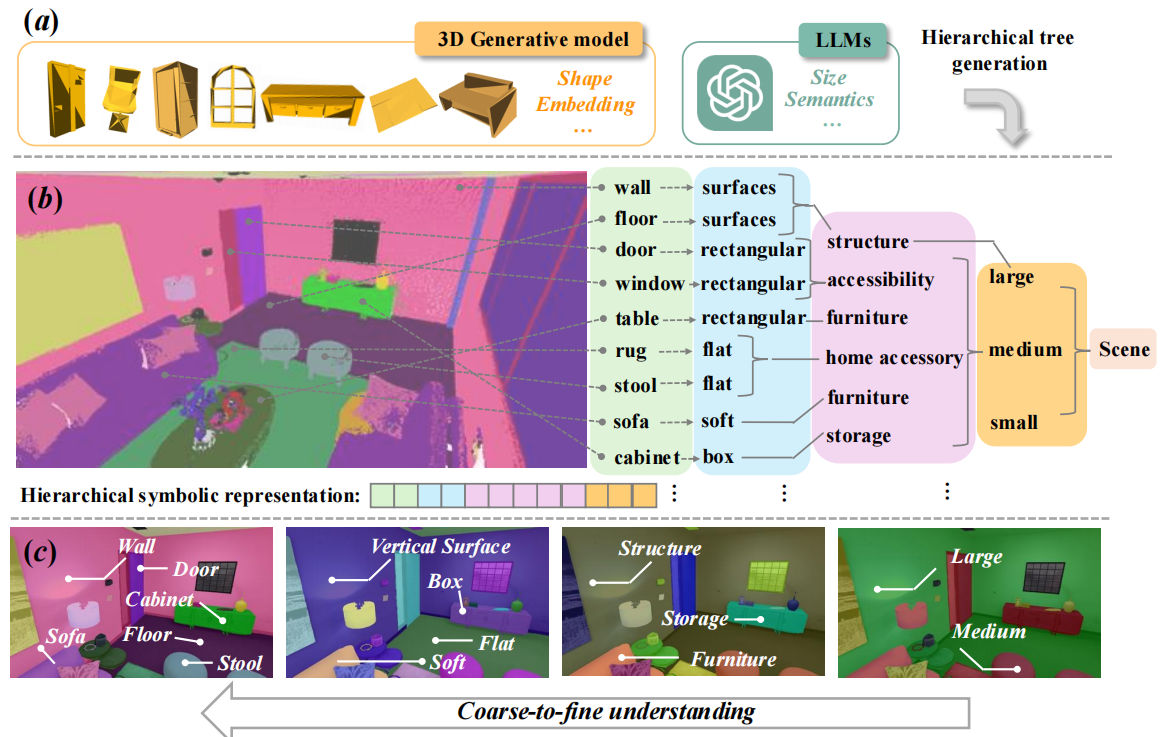 (a)
3D Generative model
Shape
Embedding
...
LLMs
Size
Semantics
...
Hierarchical tree
generation
(b)
wall
surfaces
floor
surfaces
structure
door
rectangular
large
window
rectangular
accessibility
table
rectangular
furniture
rug
flat
home accessory
medium
Scene
stool
flat
furniture
sofa
soft
small
storage
cabinet
box
Hierarchical symbolic representation:
⋮
⋮
⋮
(c)
Wall
Door
Cabinet
Floor
Sofa
Stool
Vertical Surface
Box
Flat
Soft
Structure
Storage
Furniture
Large
Medium
Coarse-to-fine understanding